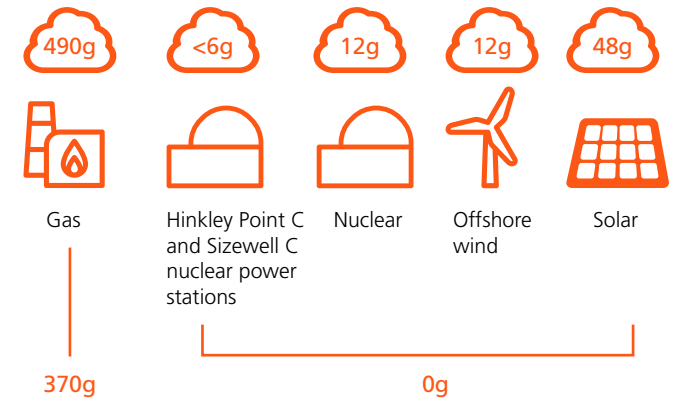 490g
<6g
12g
12g
48g
Gas
Hinkley Point C
and Sizewell C
nuclear power
stations
Nuclear
Offshore
wind
Solar
370g
0g